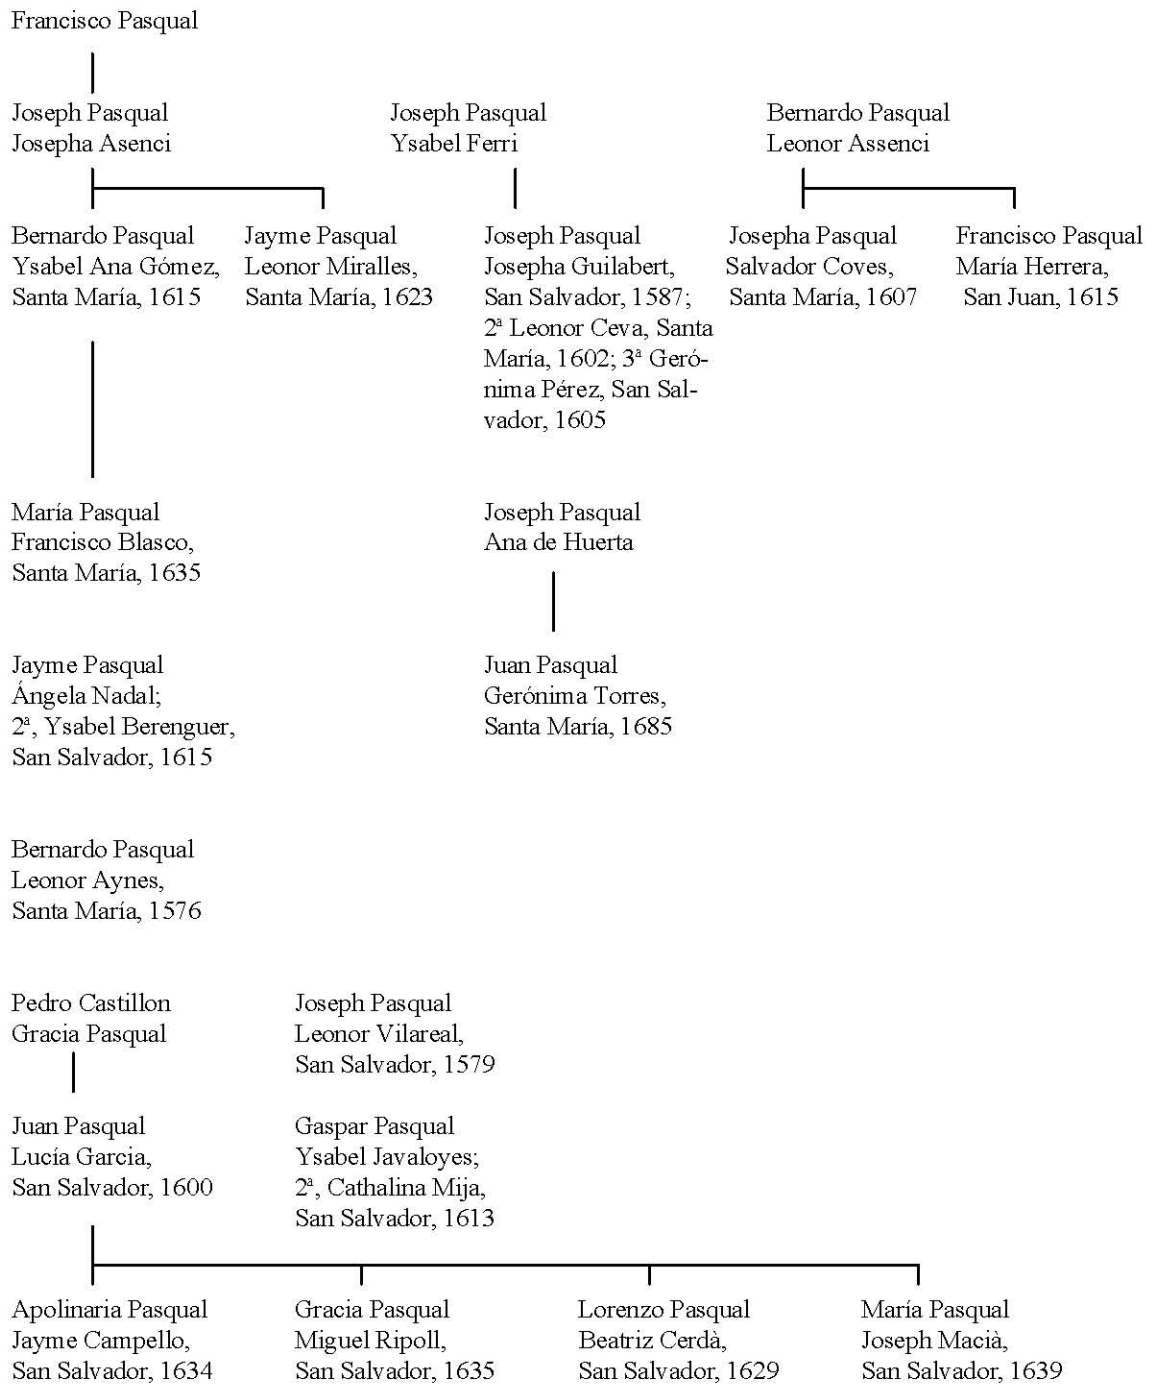 Francisco Pasqual
Joseph Pasqual
Josepha Asenci
Joseph Pasqual
Ysabel Ferri
Bernardo Pasqual
Leonor Assenci
Bernardo Pasqual
Ysabel Ana Gómez,
Santa María, 1615
Jayme Pasqual
Leonor Miralles,
Santa María, 1623
Joseph Pasqual
Josepha Guilabert,
San Salvador, 1587;
2ª Leonor Ceva, Santa
María, 1602; 3ª Geró-
nima Pérez, San Sal-
vador, 1605
Josepha Pasqual
Salvador Coves,
Santa María, 1607
Francisco Pasqual
María Herrera,
San Juan, 1615
María Pasqual
Francisco Blasco,
Santa María, 1635
Joseph Pasqual
Ana de Huerta
Jayme Pasqual
Ángela Nadal;
2ª, Ysabel Berenguer,
San Salvador, 1615
Juan Pasqual
Gerónima Torres,
Santa María, 1685
Bernardo Pasqual
Leonor Aynes,
Santa María, 1576
Pedro Castillon
Gracia Pasqual
Joseph Pasqual
Leonor Vilareal,
San Salvador, 1579
Juan Pasqual
Lucía Garcia,
San Salvador, 1600
Gaspar Pasqual
Ysabel Javaloyes;
2ª, Cathalina Mija,
San Salvador, 1613
Apolinaria Pasqual
Jayme Campello,
San Salvador, 1634
Gracia Pasqual
Miguel Ripoll,
San Salvador, 1635
Lorenzo Pasqual
Beatriz Cerdà,
San Salvador, 1629
María Pasqual
Joseph Macià,
San Salvador, 1639